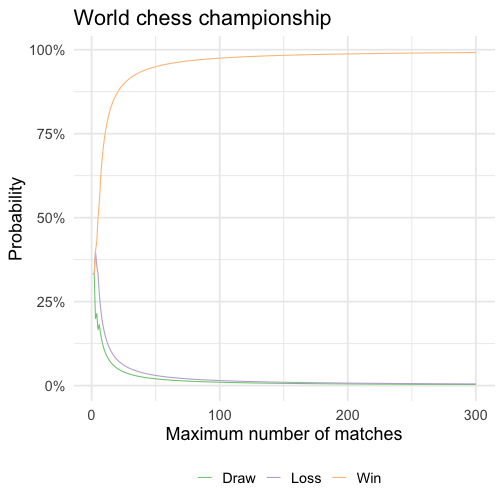 World chess championship
100%
75%
50%
25%
0%
Probability
0 100 200 300
Maximum number of matches
Draw Loss Win